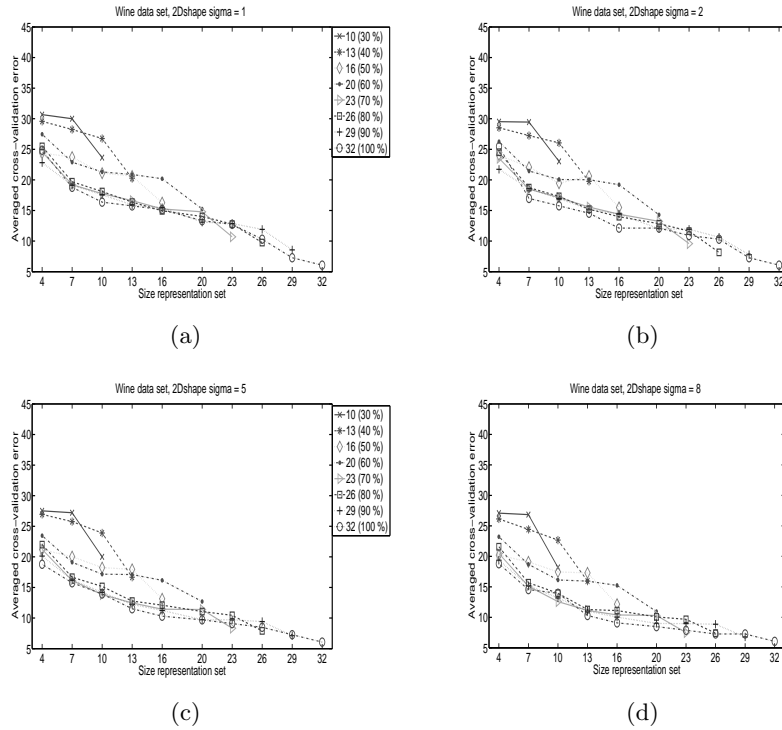 Wine data set, 2Dshape sigma = 1
45
40
35
30
25
20
15
10
5
Averaged cross−validation error
4 7 10 13 16 20 23 26 29 32
Size representation set
10 (30 %)
13 (40 %)
16 (50 %)
20 (60 %)
23 (70 %)
26 (80 %)
29 (90 %)
32 (100 %)
(a)
Wine data set, 2Dshape sigma = 2
45
40
35
30
25
20
15
10
5
Averaged cross−validation error
4 7 10 13 16 20 23 26 29 32
Size representation set
(b)
Wine data set, 2Dshape sigma = 5
45
40
35
30
25
20
15
10
5
Averaged cross−validation error
4 7 10 13 16 20 23 26 29 32
Size representation set
10 (30 %)
13 (40 %)
16 (50 %)
20 (60 %)
23 (70 %)
26 (80 %)
29 (90 %)
32 (100 %)
(c)
Wine data set, 2Dshape sigma = 8
45
40
35
30
25
20
15
10
5
Averaged cross−validation error
4 7 10 13 16 20 23 26 29 32
Size representation set
(d)